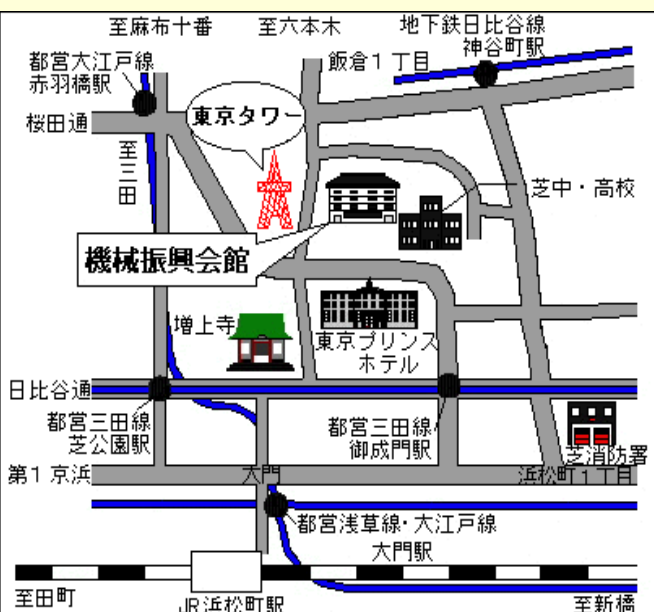 至麻布十番
至六本木
地下鉄日比谷線
神谷町駅
都営大江戸線
赤羽橋駅
飯倉1丁目
桜田通
東京タワー
至三田
芝中・高校
機械振興会館
増上寺
東京プリンス
ホテル
日比谷通
都営三田線
芝公園駅
都営三田線
御成門駅
芝消防署
第1京浜
大門
浜松町1丁目
都営浅草線・大江戸線
大門駅
至田町
JR浜松町駅
至新橋